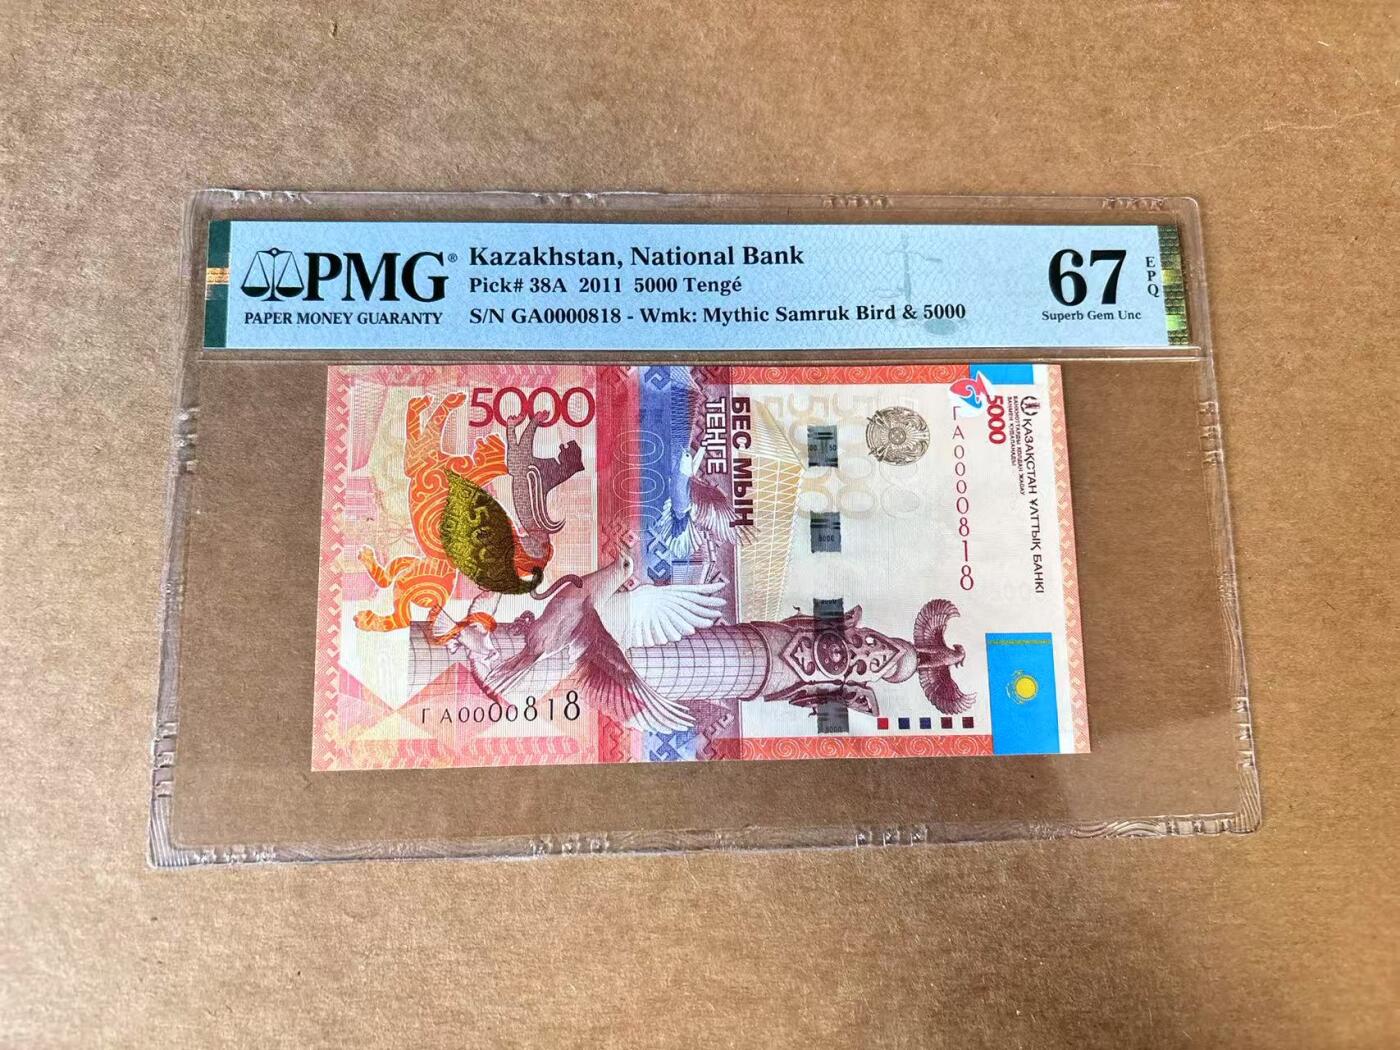 PMG®
PAPER MONEY GUARANTY
Kazakhstan, National Bank
Pick# 38A 2011 5000 Tengé
S/N GA0000818 - Wmk: Mythic Samruk Bird & 5000
67
EPQ
Superb Gem Unc
5000
БЕС МЫҢ
ТЕҢГЕ
5000
ҚАЗАҚСТАН ҰЛТТЫҚ БАНКІ
ГА0000818
ГА0000818